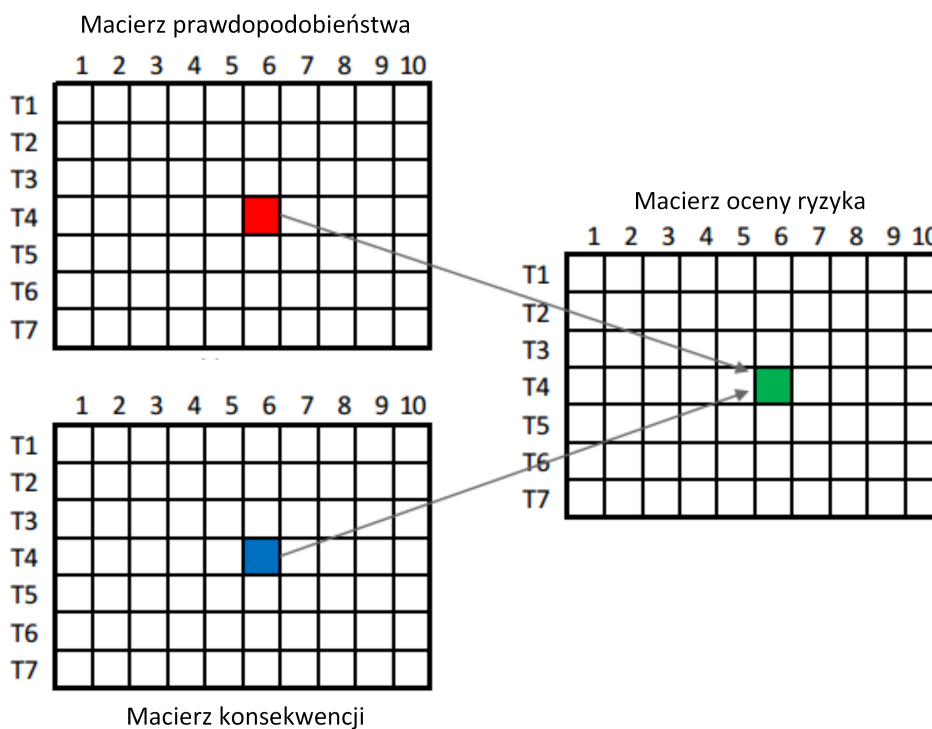 Macierz prawdopodobieństwa
1 2 3 4 5 6 7 8 9 10
T1
T2
T3
T4
T5
T6
T7
Macierz oceny ryzyka
1 2 3 4 5 6 7 8 9 10
T1
T2
T3
T4
T5
T6
T7
1 2 3 4 5 6 7 8 9 10
T1
T2
T3
T4
T5
T6
T7
Macierz konsekwencji